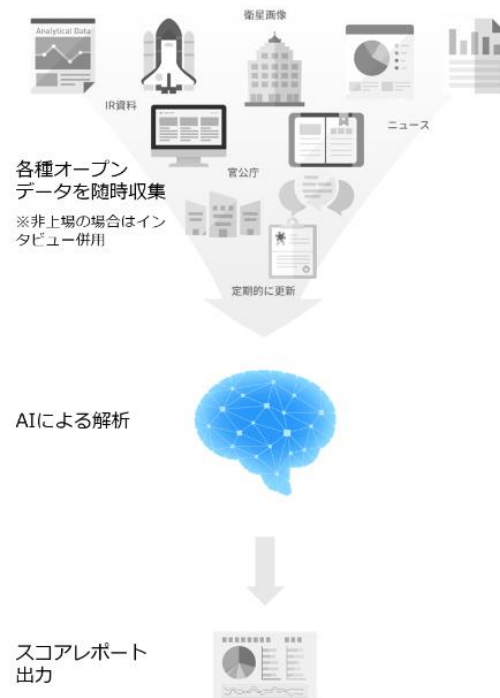 衛星画像
Analytical Data
IR資料
ニュース
官公庁
各種オープン
データを随時収集
※非上場の場合はイン
タビュー併用
定期的に更新
AIによる解析
スコアレポート
出力